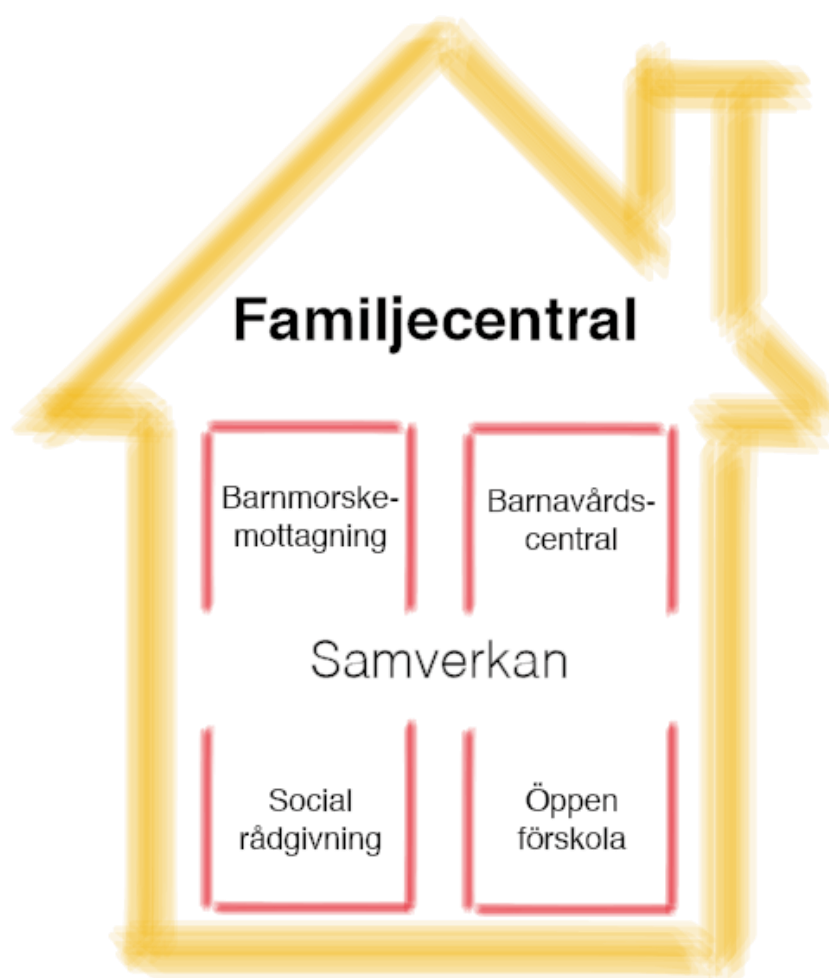 Familjecentral
Barnmorske-
mottagning
Barnavårds-
central
Samverkan
Social
rådgivning
Öppen
förskola